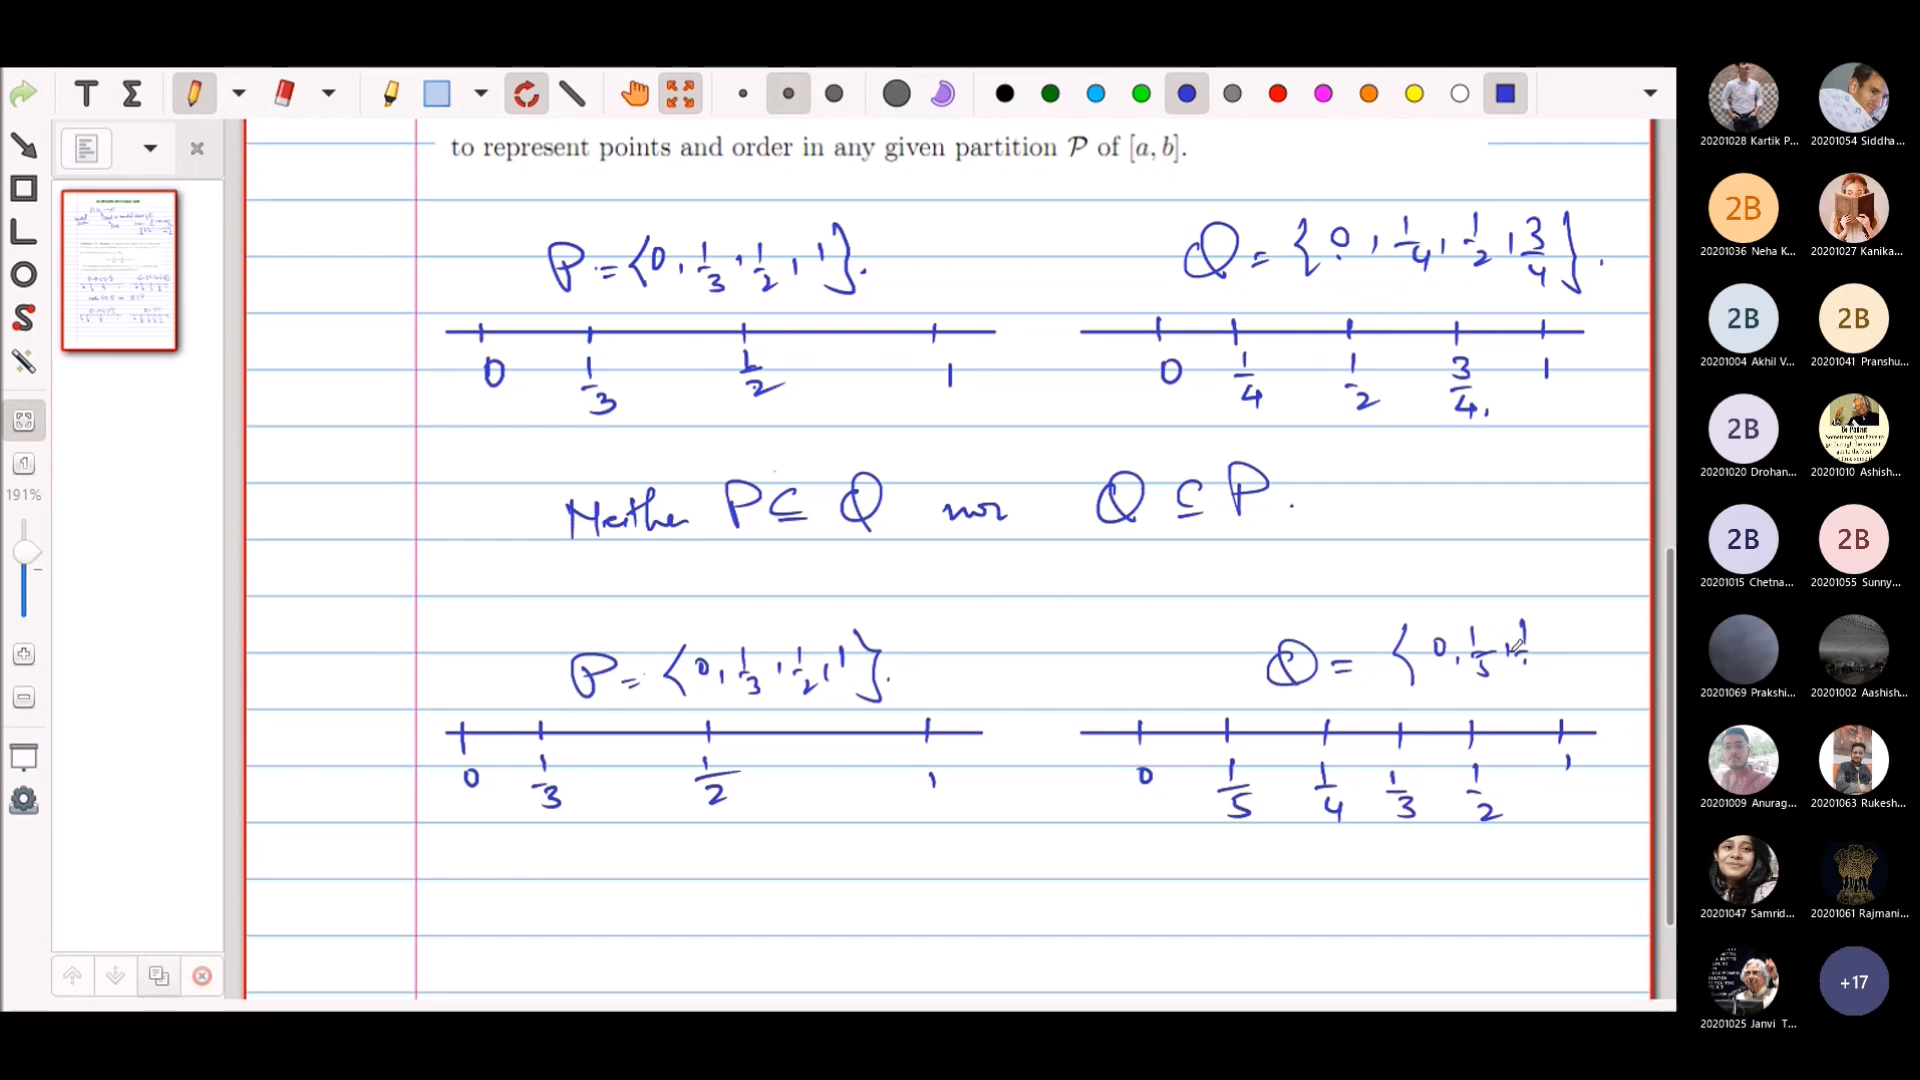 to represent points and order in any given partition P of [a, b].
P = {0, 1/3, 1/2, 1}.
Q = {0, 1/4, 1/2, 3/4}.
0 1/3 1/2 1
0 1/4 1/2 3/4, 1
Neither P ⊆ Q nor Q ⊆ P.
P = {0, 1/3, 1/2, 1}.
Q = { 0, 1/5, 1
0 1/3 1/2 1
0 1/5 1/4 1/3 1/2 1
191%
20201028 Kartik P...
20201054 Siddha...
2B
20201036 Neha K...
20201027 Kanika...
2B
20201004 Akhil V...
2B
20201041 Pranshu...
2B
20201020 Drohan...
20201010 Ashish...
2B
20201015 Chetna...
2B
20201055 Sunny...
20201069 Prakshi...
20201002 Aashish...
20201009 Anurag...
20201063 Rukesh...
20201047 Samrid...
20201061 Rajmani...
20201025 Janvi T...
+17